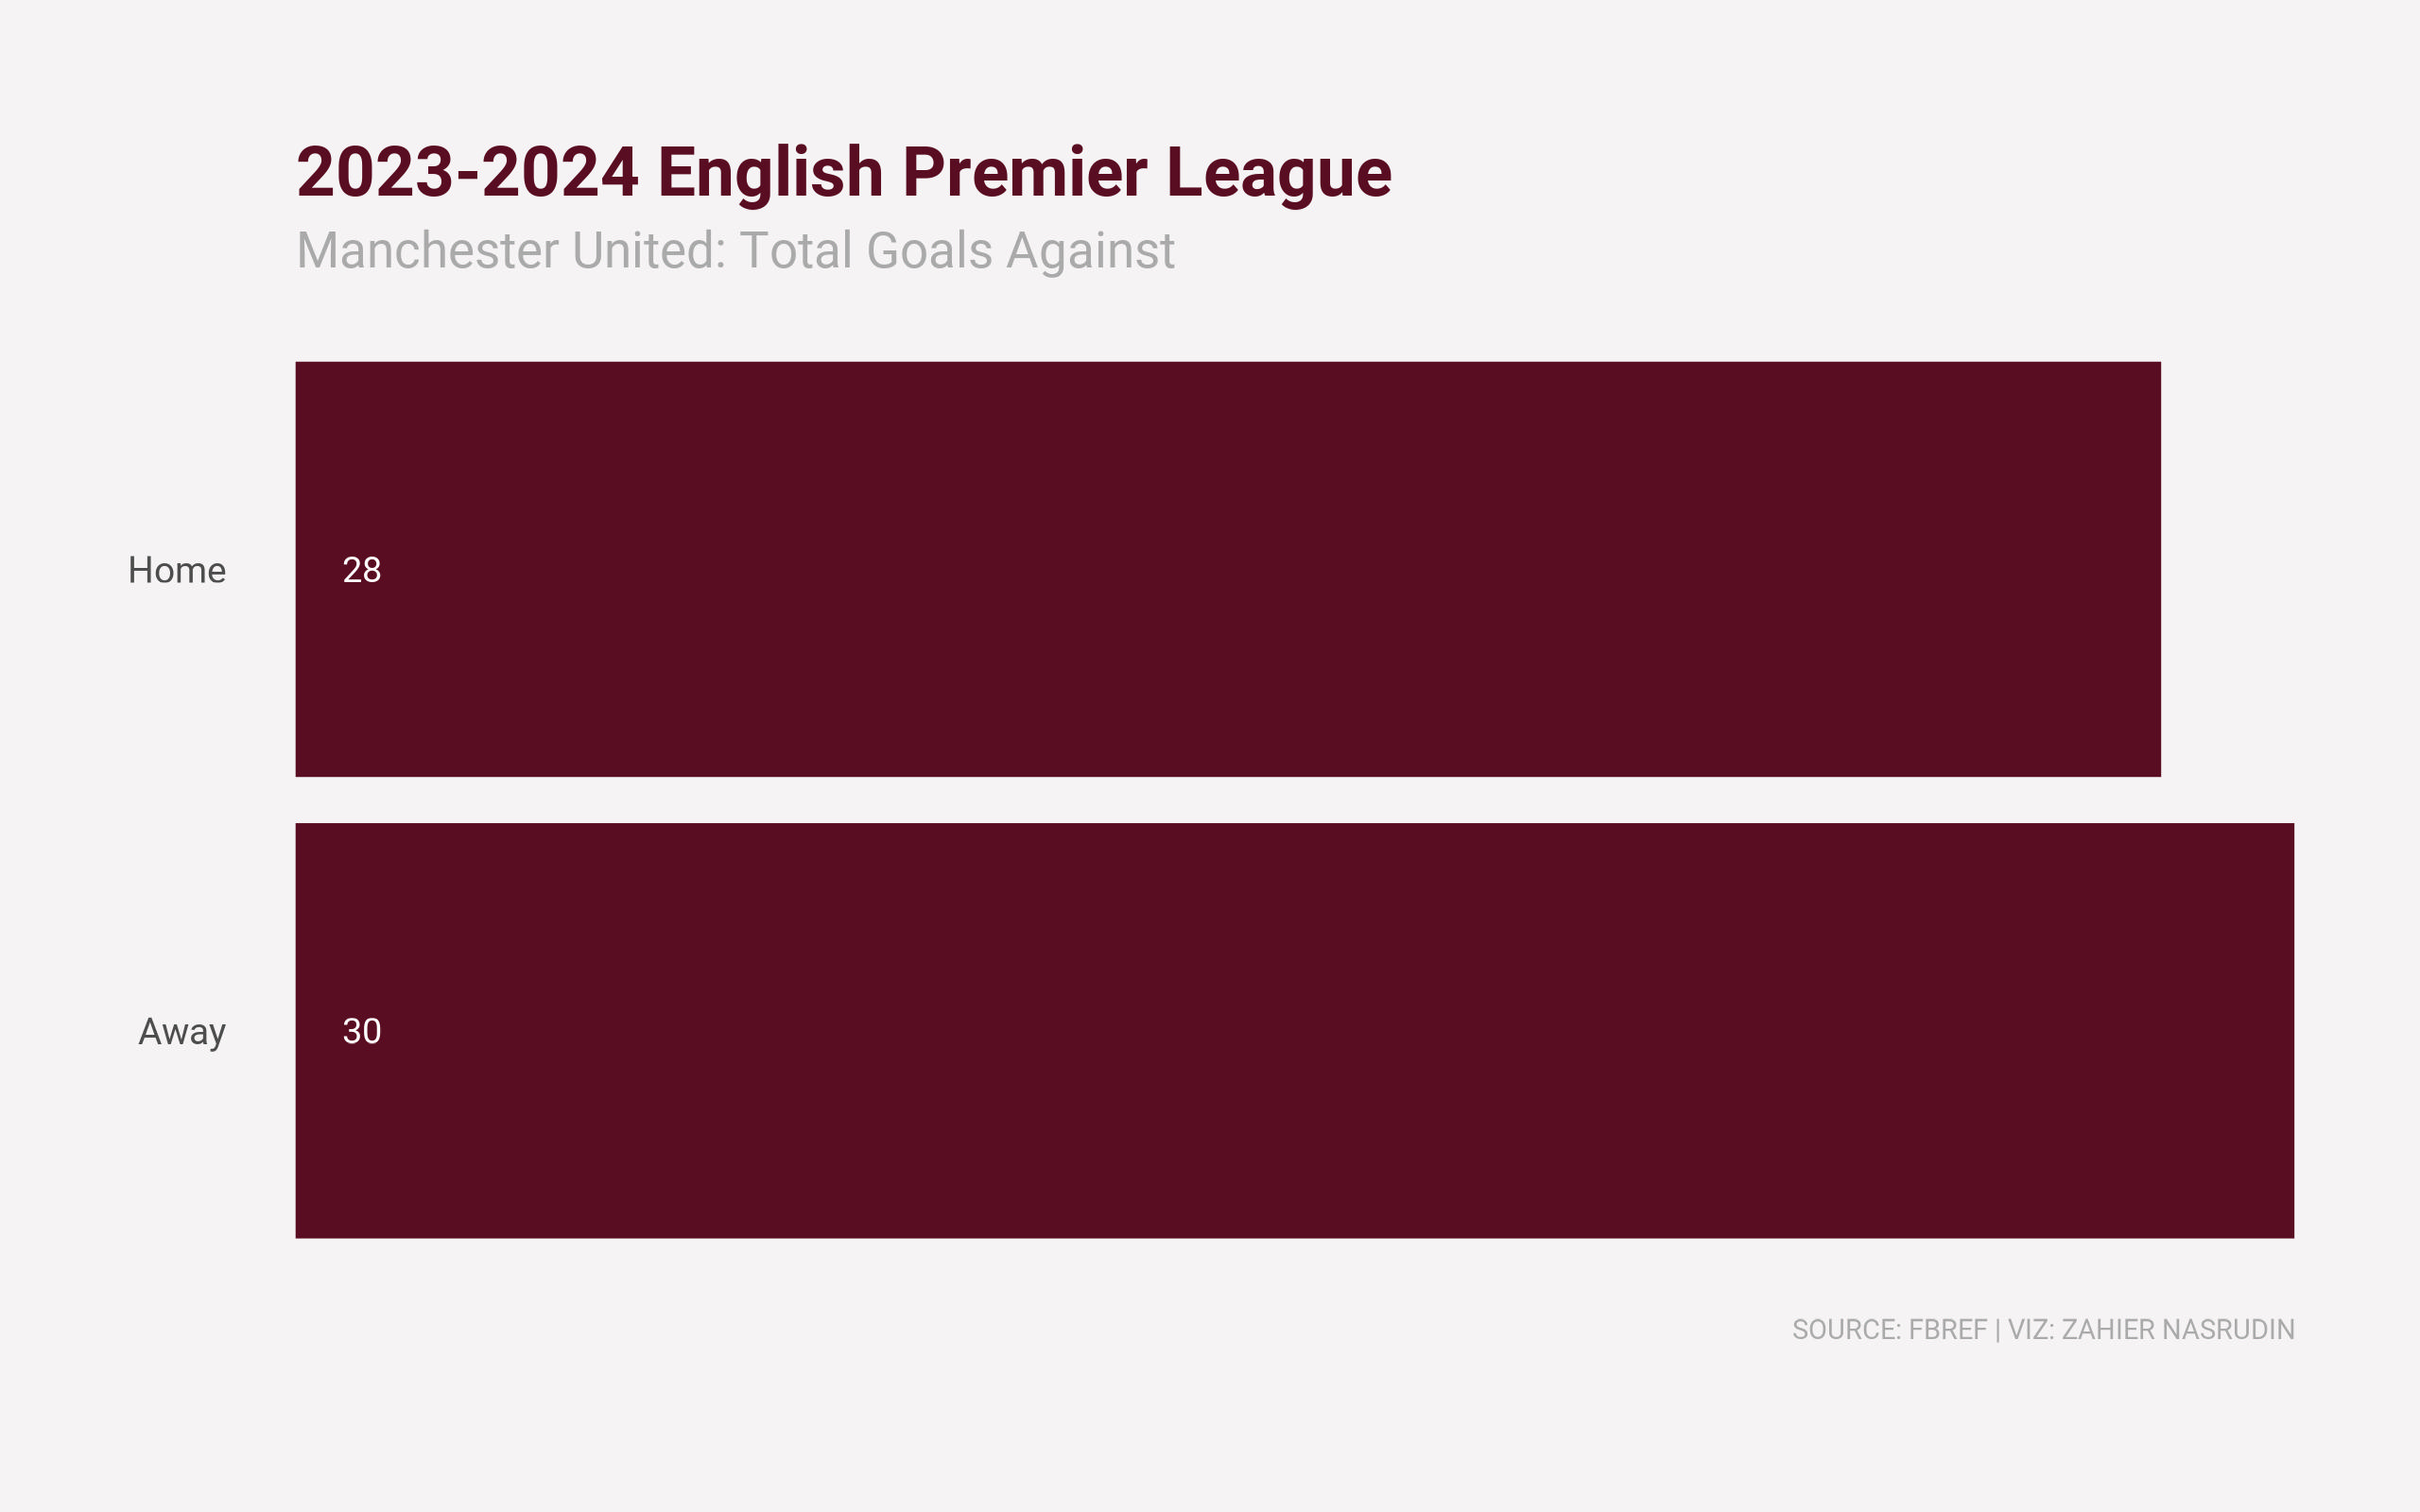 2023-2024 English Premier League
Manchester United: Total Goals Against
Home
28
Away
30
SOURCE: FBREF | VIZ: ZAHIER NASRUDIN